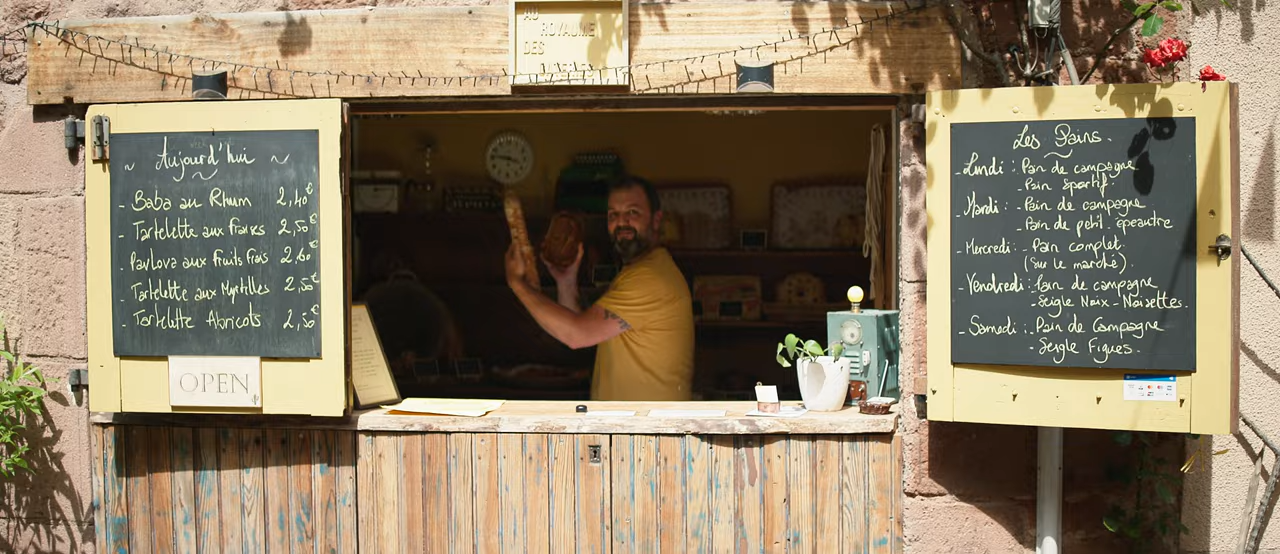 AU
ROYAUME
DES
~ Aujourd'hui ~
- Baba au Rhum 2,40€
- Tartelette aux fraises 2,50€
- Pavlova aux fruits frais 2,60€
- Tartelette aux Myrtilles 2,55€
- Tartelette Abricots 2,50€
OPEN
Les Pains.
- Lundi : Pain de campagne
- Pain sportif.
- Mardi : - Pain de campagne
- Pain de petit épeautre
- Mercredi : - Pain complet.
(sur le marché).
- Vendredi : Pain de campagne
- Seigle Noix - Noisettes.
- Samedi : - Pain de Campagne
- Seigle Figues.